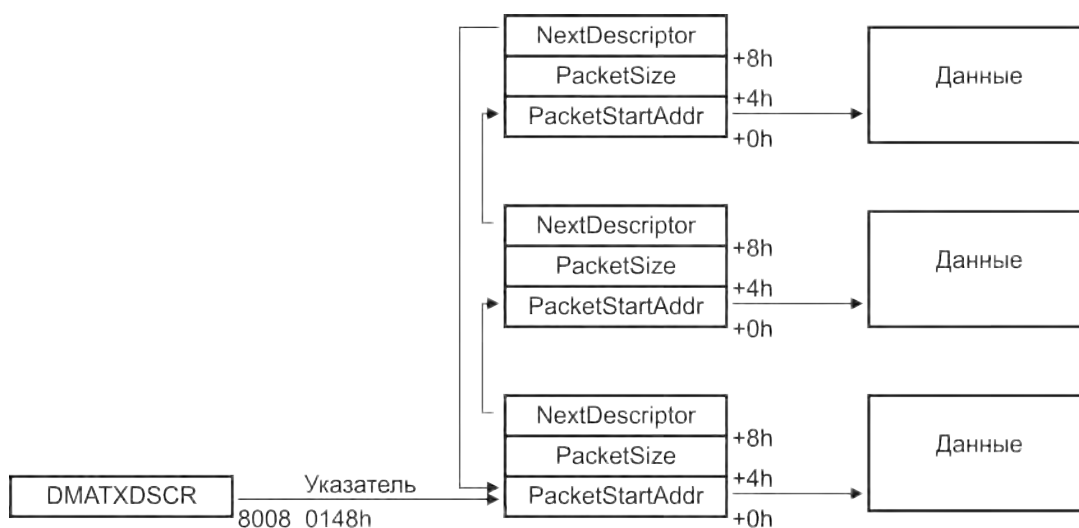 NextDescriptor
+8h
PacketSize
+4h
PacketStartAddr
+0h
Данные
NextDescriptor
+8h
PacketSize
+4h
PacketStartAddr
+0h
Данные
NextDescriptor
+8h
PacketSize
+4h
PacketStartAddr
+0h
Данные
DMATXDSCR
Указатель
8008 0148h